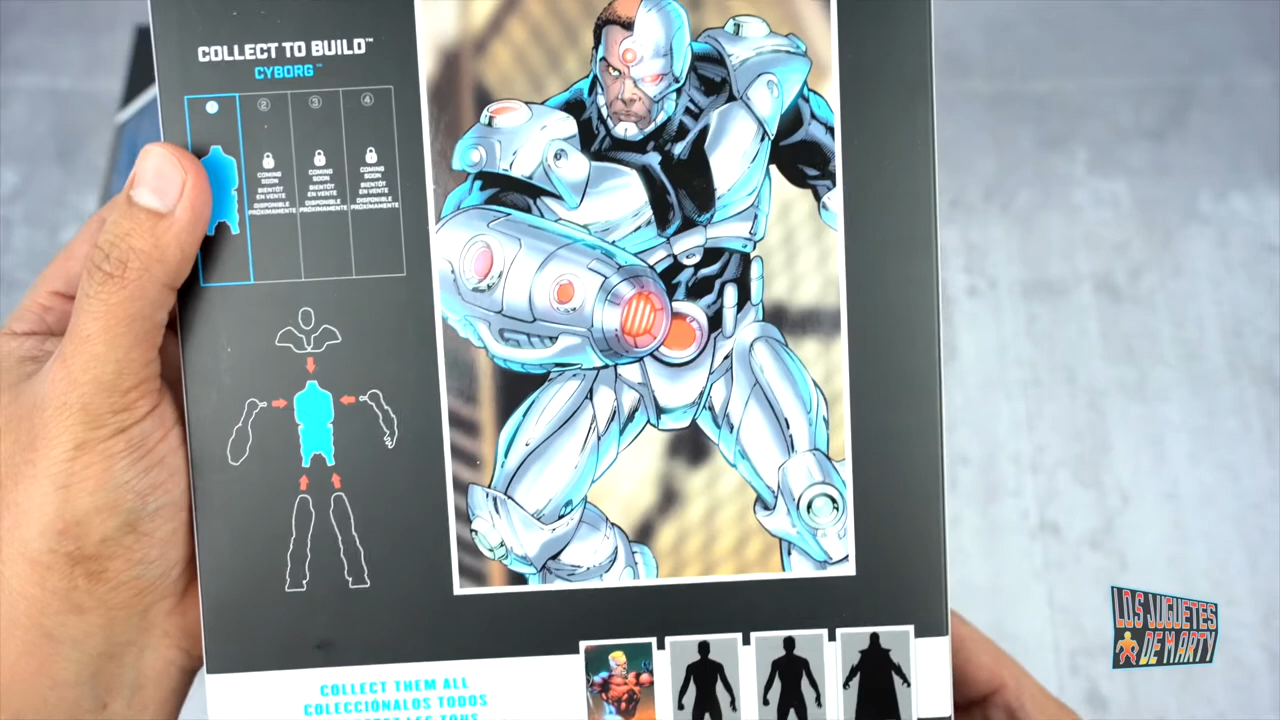 COLLECT TO BUILD™
CYBORG™
② ③ ④
COMING
SOON
BIENTÔT
EN VENTE
DISPONIBLE
PRÓXIMAMENTE
COMING
SOON
BIENTÔT
EN VENTE
DISPONIBLE
PRÓXIMAMENTE
COMING
SOON
BIENTÔT
EN VENTE
DISPONIBLE
PRÓXIMAMENTE
COLLECT THEM ALL
COLECCIÓNALOS TODOS
LOS JUGUETES
DE MARTY